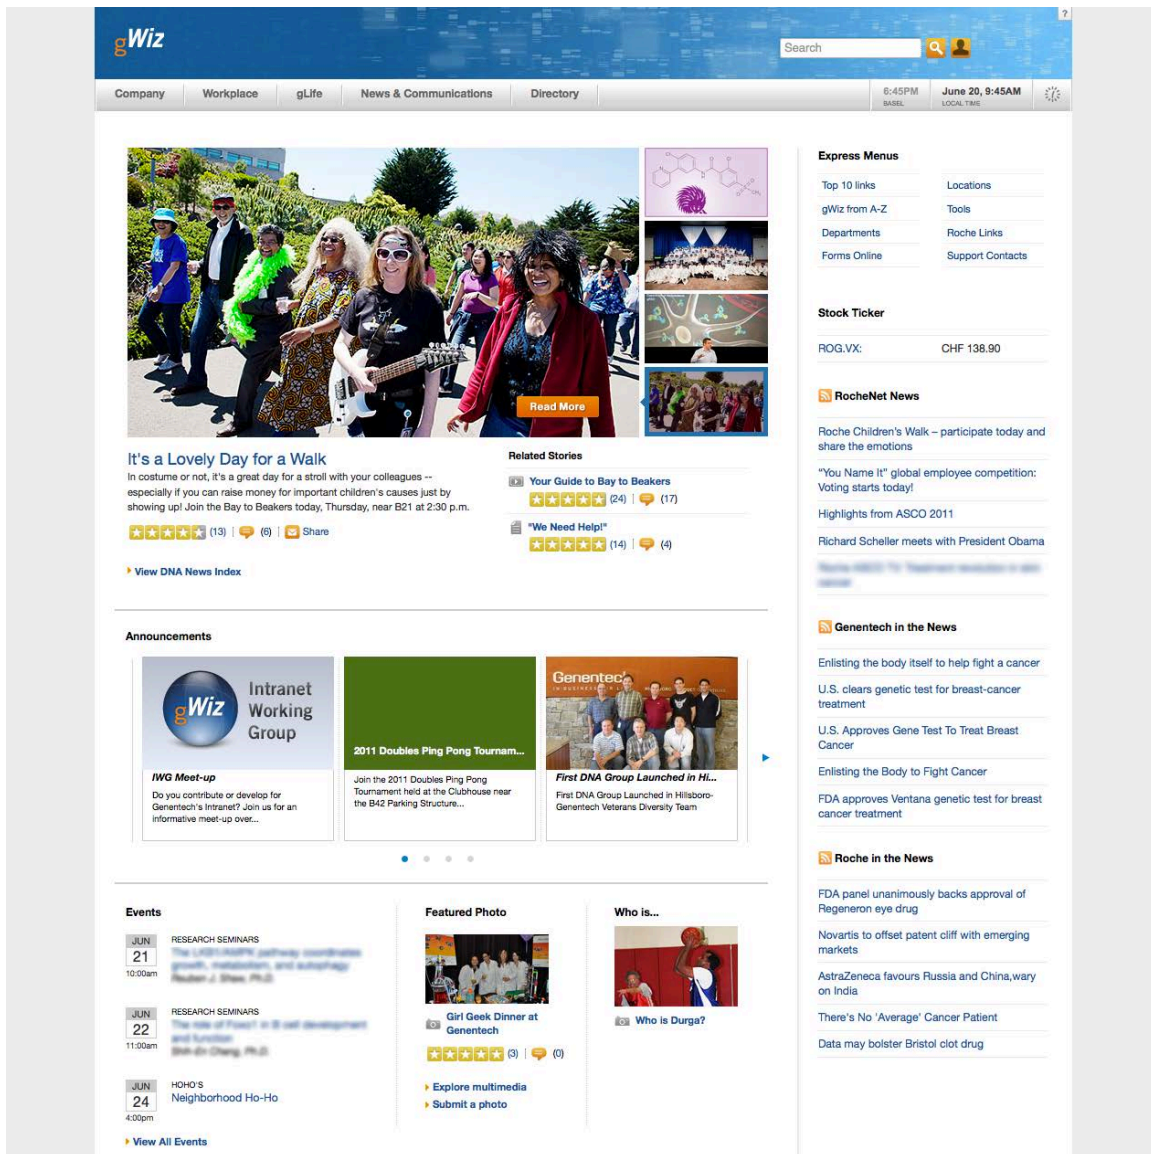 ?
gWiz
Search
Company
Workplace
gLife
News & Communications
Directory
6:45PM
BASEL
June 20, 9:45AM
LOCAL TIME
Read More
It's a Lovely Day for a Walk
In costume or not, it's a great day for a stroll with your colleagues --
especially if you can raise money for important children's causes just by
showing up! Join the Bay to Beakers today, Thursday, near B21 at 2:30 p.m.
(13) (6) Share
View DNA News Index
Related Stories
Your Guide to Bay to Beakers
(24) (17)
"We Need Help!"
(14) (4)
Announcements
gWiz
Intranet
Working
Group
IWG Meet-up
Do you contribute or develop for
Genentech's Intranet? Join us for an
informative meet-up over...
2011 Doubles Ping Pong Tournam...
Join the 2011 Doubles Ping Pong
Tournament held at the Clubhouse near
the B42 Parking Structure...
Genentech
First DNA Group Launched in Hi...
First DNA Group Launched in Hillsboro-
Genentech Veterans Diversity Team
Events
JUN
21
10:00am
RESEARCH SEMINARS
JUN
22
11:00am
RESEARCH SEMINARS
JUN
24
4:00pm
HOHO'S
Neighborhood Ho-Ho
View All Events
Featured Photo
Girl Geek Dinner at
Genentech
(3) (0)
Explore multimedia
Submit a photo
Who is...
Who is Durga?
Express Menus
Top 10 links
Locations
gWiz from A-Z
Tools
Departments
Roche Links
Forms Online
Support Contacts
Stock Ticker
ROG.VX:
CHF 138.90
RocheNet News
Roche Children's Walk – participate today and
share the emotions
"You Name It" global employee competition:
Voting starts today!
Highlights from ASCO 2011
Richard Scheller meets with President Obama
Genentech in the News
Enlisting the body itself to help fight a cancer
U.S. clears genetic test for breast-cancer
treatment
U.S. Approves Gene Test To Treat Breast
Cancer
Enlisting the Body to Fight Cancer
FDA approves Ventana genetic test for breast
cancer treatment
Roche in the News
FDA panel unanimously backs approval of
Regeneron eye drug
Novartis to offset patent cliff with emerging
markets
AstraZeneca favours Russia and China,wary
on India
There's No 'Average' Cancer Patient
Data may bolster Bristol clot drug